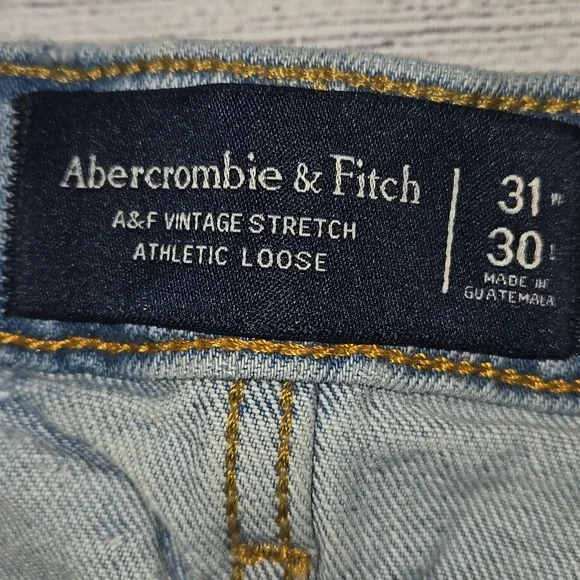 Abercrombie & Fitch
A&F VINTAGE STRETCH
ATHLETIC LOOSE
31 W
30 L
MADE IN
GUATEMALA